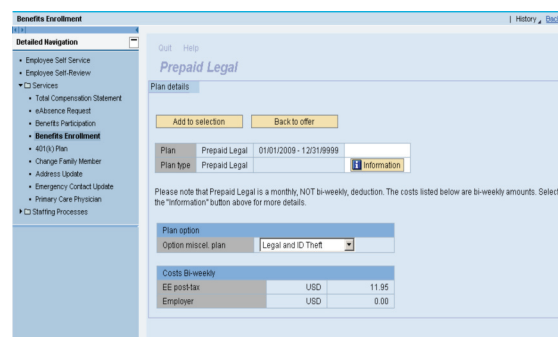 Benefits Enrollment
History Back
Detailed Navigation
Quit Help
Employee Self Service
Employee Self-Review
Services
Total Compensation Statement
eAbsence Request
Benefits Participation
Benefits Enrollment
401(k) Plan
Change Family Member
Address Update
Emergency Contact Update
Primary Care Physician
Staffing Processes
Prepaid Legal
Plan details
Add to selection Back to offer
Plan Prepaid Legal 01/01/2009 - 12/31/9999
Plan type Prepaid Legal Information
Please note that Prepaid Legal is a monthly, NOT bi-weekly, deduction. The costs listed below are bi-weekly amounts. Select
the "Information" button above for more details.
Plan option
Option miscel. plan Legal and ID Theft
Costs Bi-weekly
EE post-tax USD 11.95
Employer USD 0.00